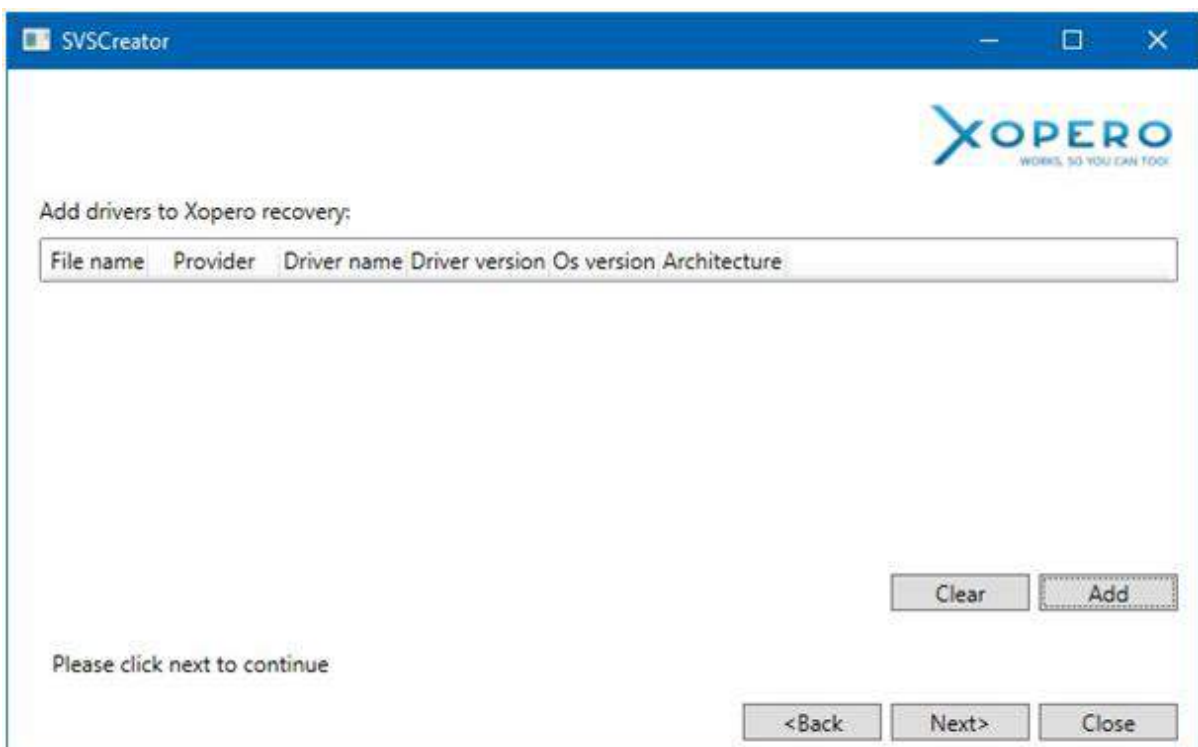 SVSCreator
XOPERO
WORKS, SO YOU CAN TOO!
Add drivers to Xopero recovery:
File name Provider Driver name Driver version Os version Architecture
Clear Add
Please click next to continue
<Back Next> Close